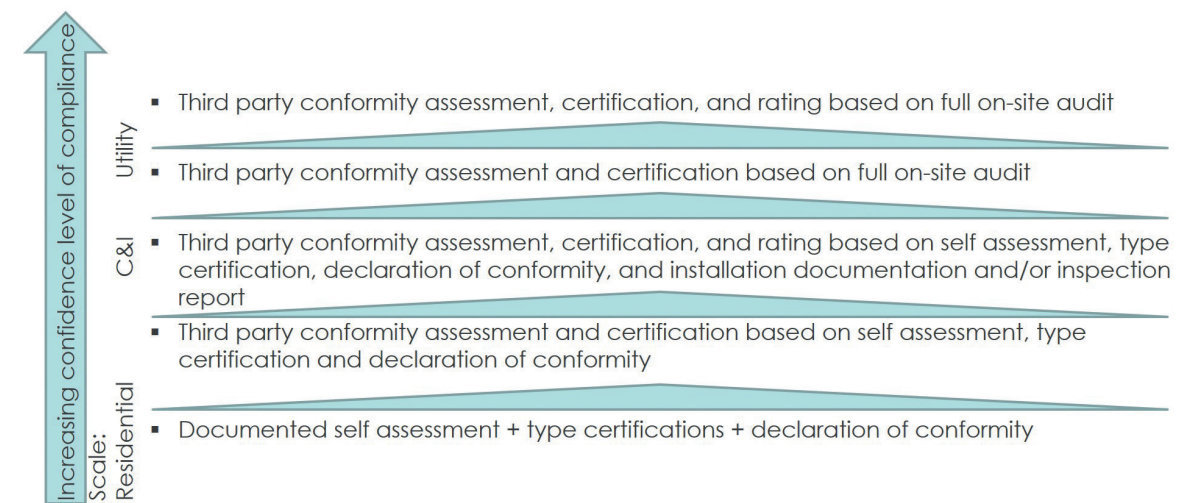 Increasing confidence level of compliance
Scale:
Residential
C&I
Utility
▪ Third party conformity assessment, certification, and rating based on full on-site audit
▪ Third party conformity assessment and certification based on full on-site audit
▪ Third party conformity assessment, certification, and rating based on self assessment, type
certification, declaration of conformity, and installation documentation and/or inspection
report
▪ Third party conformity assessment and certification based on self assessment, type
certification and declaration of conformity
▪ Documented self assessment + type certifications + declaration of conformity